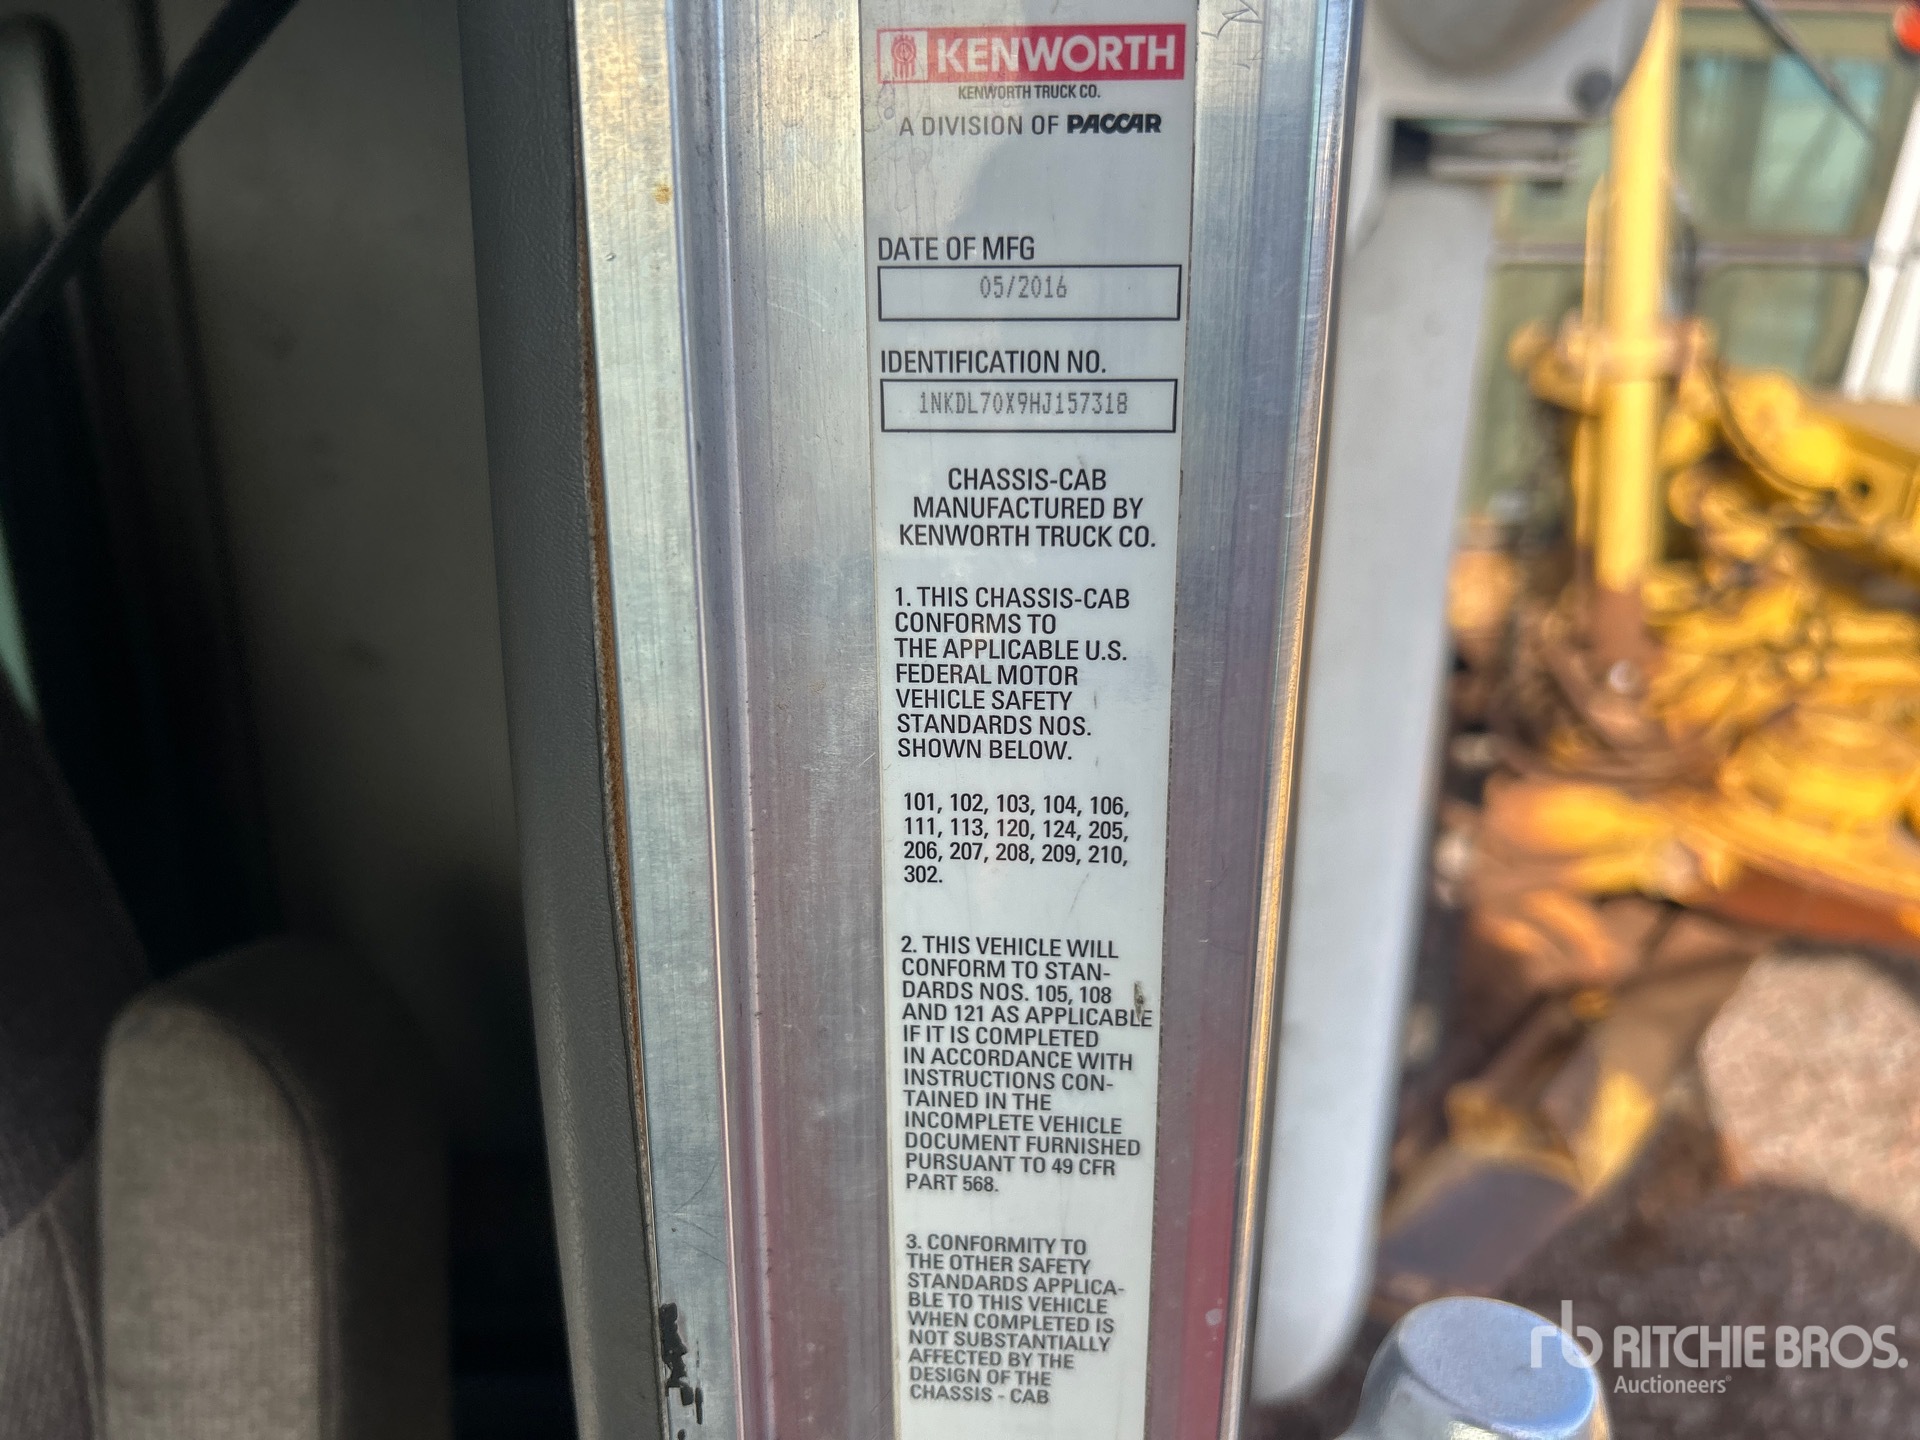 KENWORTH
KENWORTH TRUCK CO.
A DIVISION OF PACCAR
DATE OF MFG
05/2016
IDENTIFICATION NO.
1NKDL70X9HJ157318
CHASSIS-CAB
MANUFACTURED BY
KENWORTH TRUCK CO.
1. THIS CHASSIS-CAB
CONFORMS TO
THE APPLICABLE U.S.
FEDERAL MOTOR
VEHICLE SAFETY
STANDARDS NOS.
SHOWN BELOW.
101, 102, 103, 104, 106,
111, 113, 120, 124, 205,
206, 207, 208, 209, 210,
302.
2. THIS VEHICLE WILL
CONFORM TO STAN-
DARDS NOS. 105, 108
AND 121 AS APPLICABLE
IF IT IS COMPLETED
IN ACCORDANCE WITH
INSTRUCTIONS CON-
TAINED IN THE
INCOMPLETE VEHICLE
DOCUMENT FURNISHED
PURSUANT TO 49 CFR
PART 568.
3. CONFORMITY TO
THE OTHER SAFETY
STANDARDS APPLICA-
BLE TO THIS VEHICLE
WHEN COMPLETED IS
NOT SUBSTANTIALLY
AFFECTED BY THE
DESIGN OF THE
CHASSIS - CAB
rb RITCHIE BROS.
Auctioneers